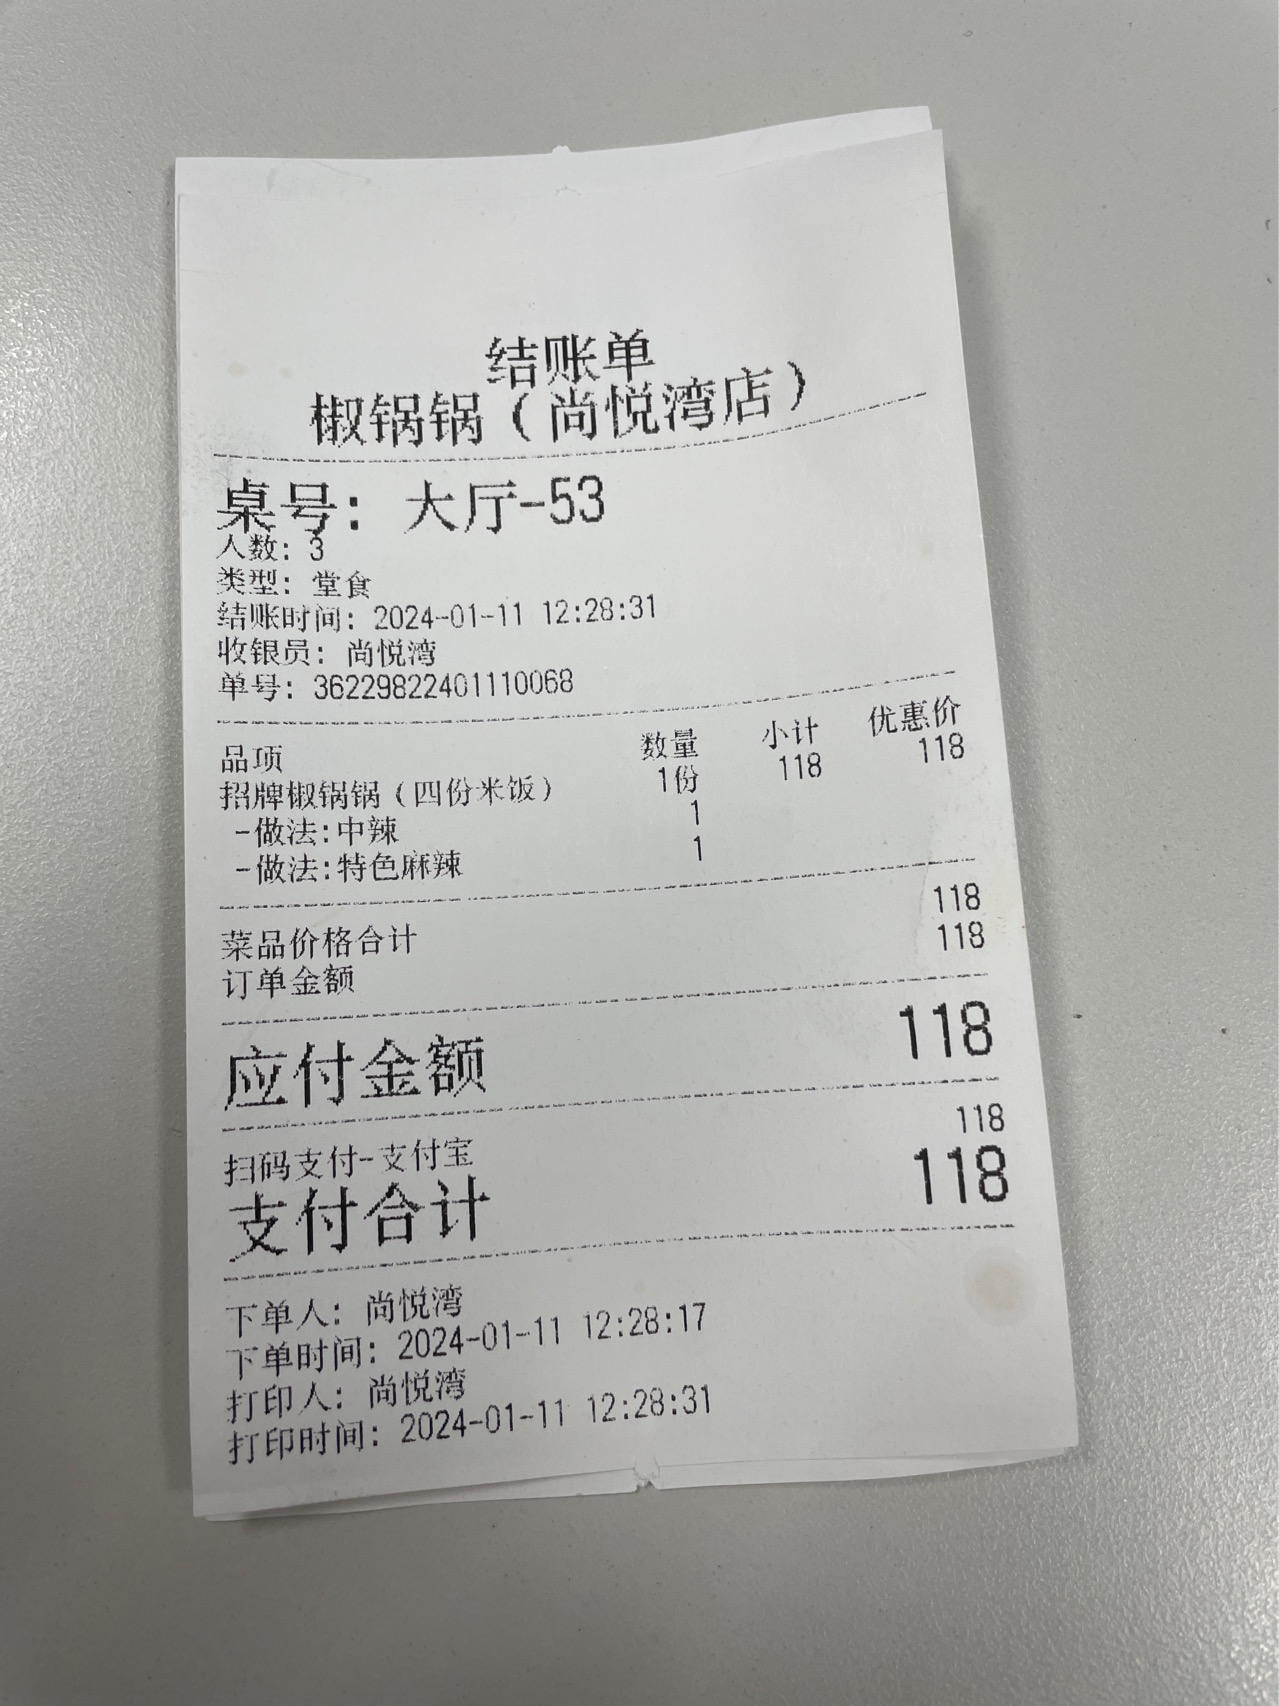 结账单
椒锅锅（尚悦湾店）
桌号: 大厅-53
人数: 3
类型: 堂食
结账时间: 2024-01-11 12:28:31
收银员: 尚悦湾
单号: 36229822401110068
品项 数量 小计 优惠价
招牌椒锅锅（四份米饭） 1份 118 118
-做法:中辣 1
-做法:特色麻辣 1
菜品价格合计 118
订单金额 118
应付金额 118
扫码支付-支付宝 118
支付合计 118
下单人: 尚悦湾
下单时间: 2024-01-11 12:28:17
打印人: 尚悦湾
打印时间: 2024-01-11 12:28:31